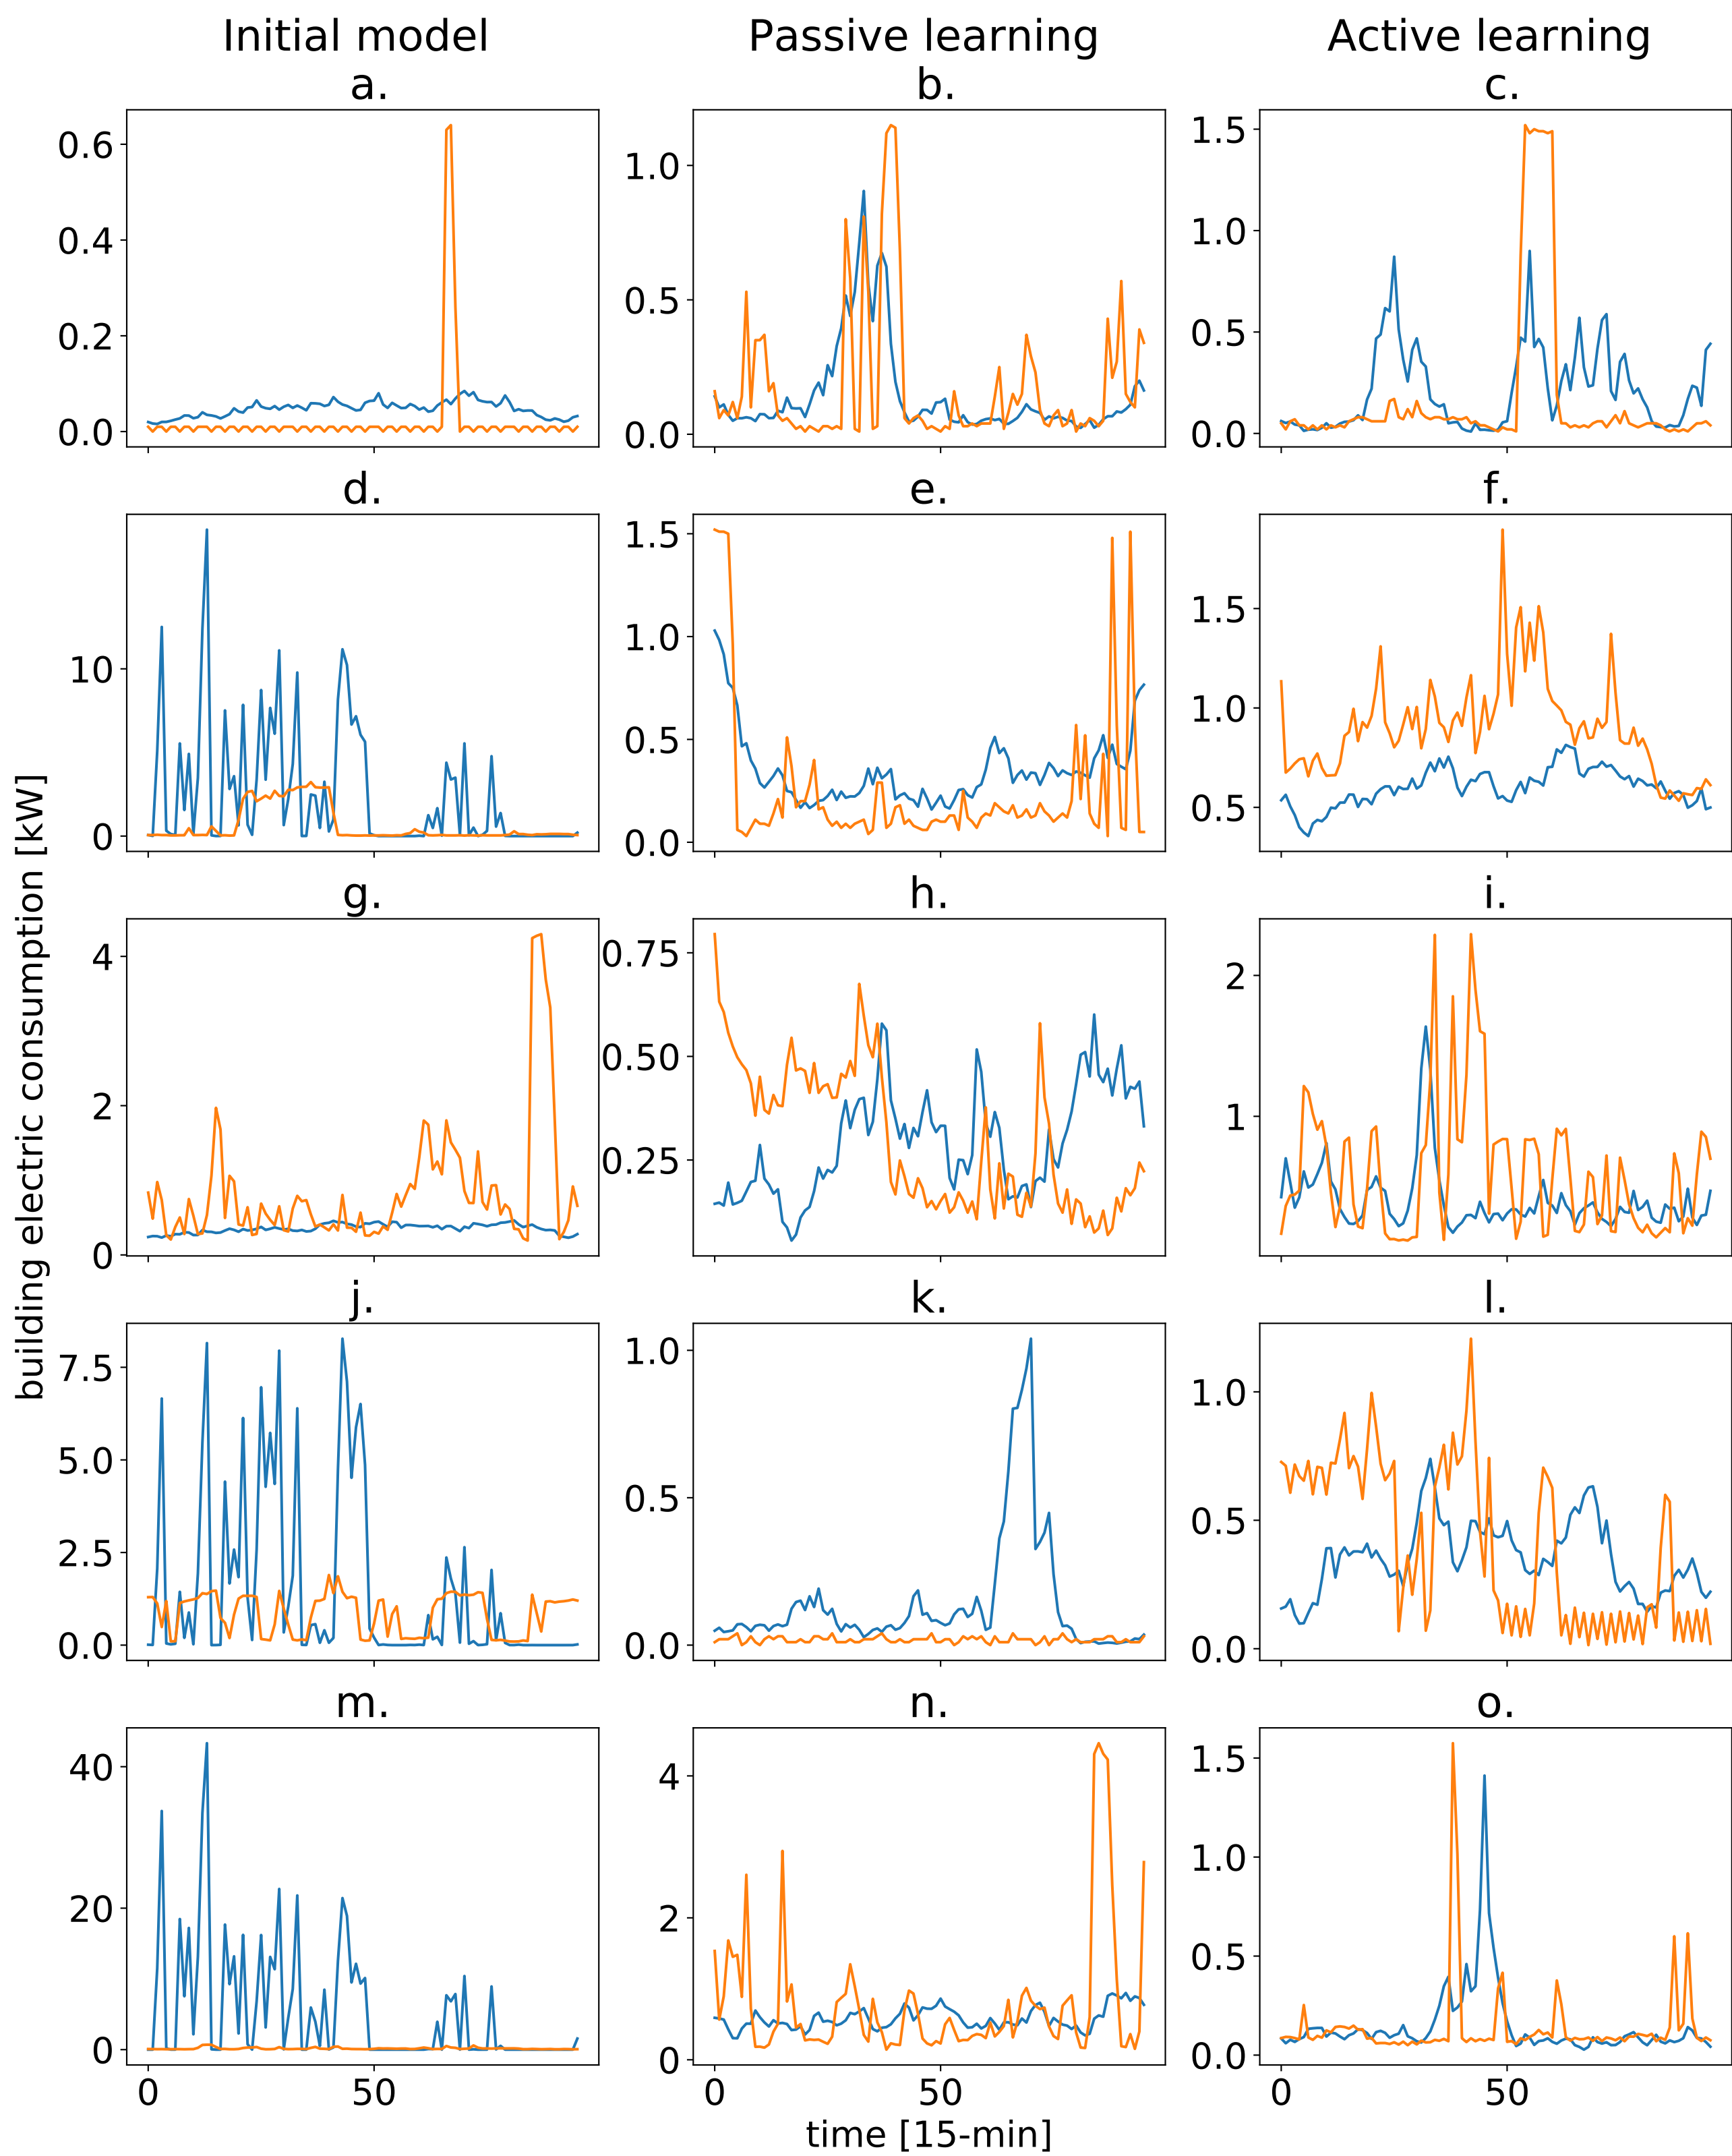 Initial model
Passive learning
Active learning
a.
b.
c.
0.6
0.4
0.2
0.0
1.0
0.5
0.0
1.5
1.0
0.5
0.0
d.
e.
f.
10
0
1.5
1.0
0.5
0.0
1.5
1.0
0.5
g.
h.
i.
4
2
0
0.75
0.50
0.25
2
1
j.
k.
l.
7.5
5.0
2.5
0.0
1.0
0.5
0.0
1.0
0.5
0.0
m.
n.
o.
40
20
0
4
2
0
1.5
1.0
0.5
0.0
0
50
0
50
0
50
time [15-min]
building electric consumption [kW]